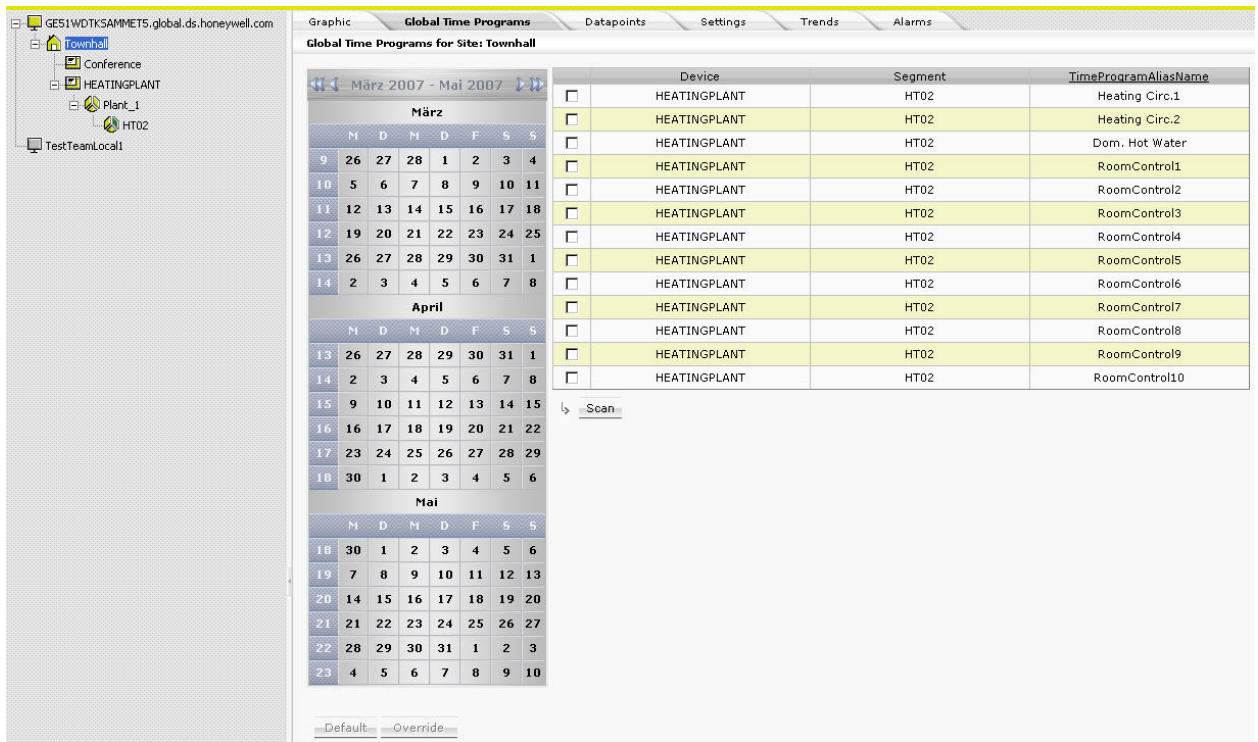 GE51WDTKSAMMET5.global.ds.honeywell.com
Townhall
Conference
HEATINGPLANT
Plant_1
HT02
TestTeamLocal1
Graphic Global Time Programs Datapoints Settings Trends Alarms
Global Time Programs for Site: Townhall
März 2007 - Mai 2007
März
M D M D F S S
9 26 27 28 1 2 3 4
10 5 6 7 8 9 10 11
11 12 13 14 15 16 17 18
12 19 20 21 22 23 24 25
13 26 27 28 29 30 31 1
14 2 3 4 5 6 7 8
April
M D M D F S S
13 26 27 28 29 30 31 1
14 2 3 4 5 6 7 8
15 9 10 11 12 13 14 15
16 16 17 18 19 20 21 22
17 23 24 25 26 27 28 29
18 30 1 2 3 4 5 6
Mai
M D M D F S S
18 30 1 2 3 4 5 6
19 7 8 9 10 11 12 13
20 14 15 16 17 18 19 20
21 21 22 23 24 25 26 27
22 28 29 30 31 1 2 3
23 4 5 6 7 8 9 10
Default Override
Device Segment TimeProgramAliasName
HEATINGPLANT HT02 Heating Circ.1
HEATINGPLANT HT02 Heating Circ.2
HEATINGPLANT HT02 Dom. Hot Water
HEATINGPLANT HT02 RoomControl1
HEATINGPLANT HT02 RoomControl2
HEATINGPLANT HT02 RoomControl3
HEATINGPLANT HT02 RoomControl4
HEATINGPLANT HT02 RoomControl5
HEATINGPLANT HT02 RoomControl6
HEATINGPLANT HT02 RoomControl7
HEATINGPLANT HT02 RoomControl8
HEATINGPLANT HT02 RoomControl9
HEATINGPLANT HT02 RoomControl10
Scan